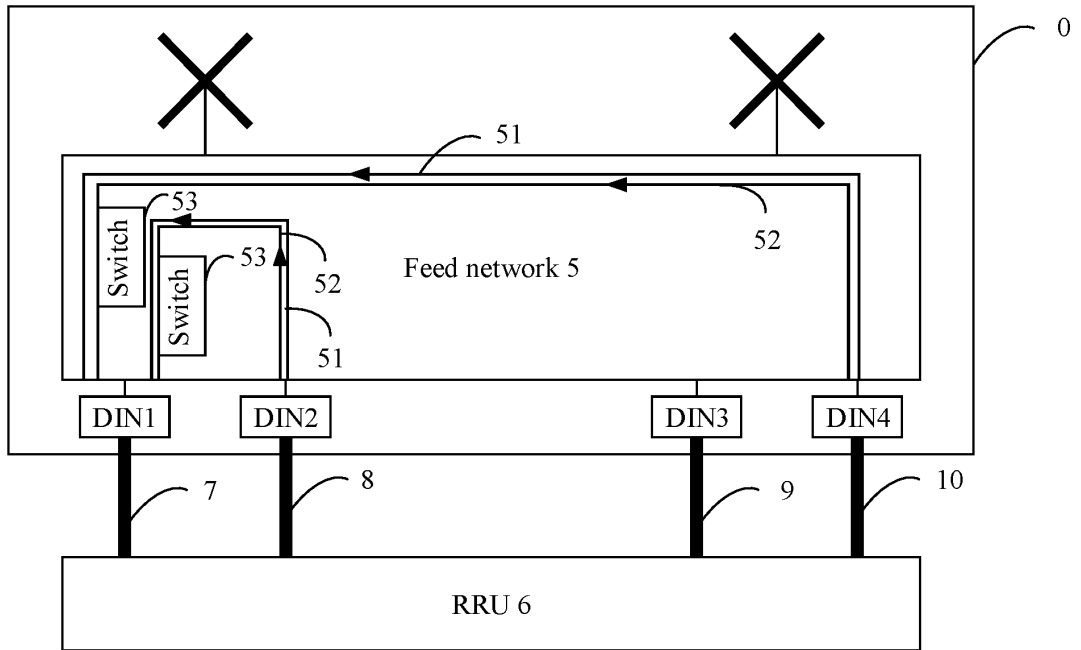 0
51
53
52
Switch
53
52
Feed network 5
Switch
51
DIN1
DIN2
DIN3
DIN4
7
8
9
10
RRU 6